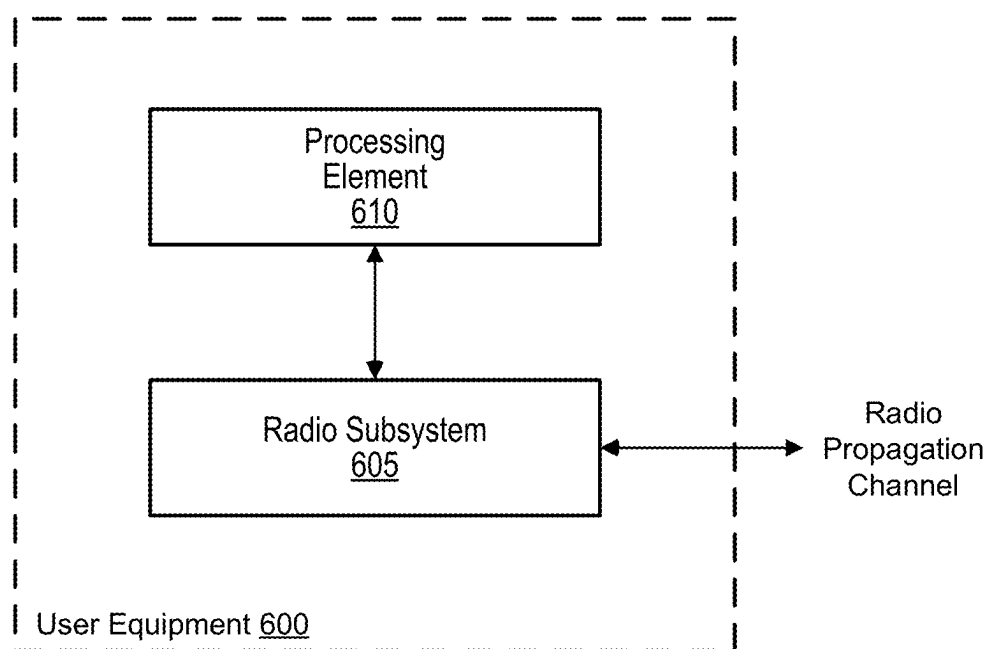 Processing
Element
610
Radio Subsystem
605
Radio
Propagation
Channel
User Equipment 600